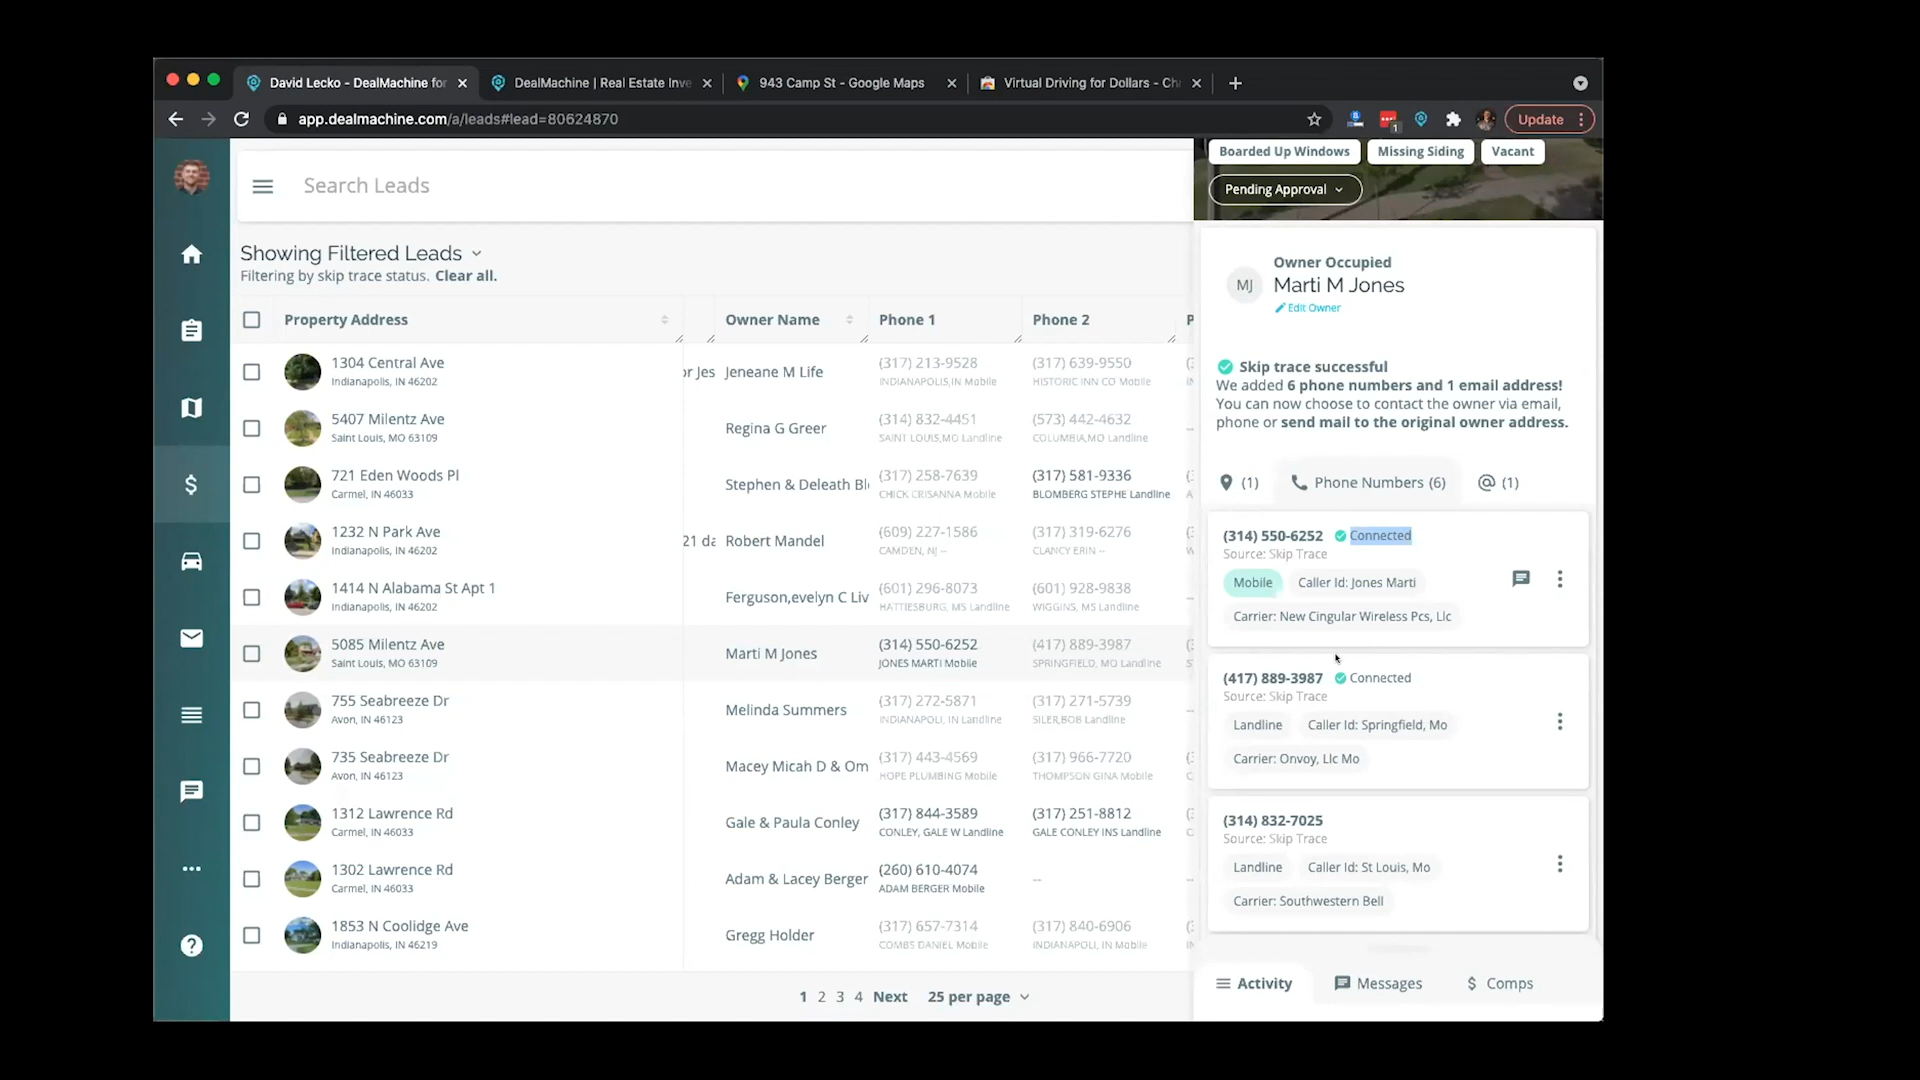 David Lecko - DealMachine for
DealMachine | Real Estate Inve
943 Camp St - Google Maps
Virtual Driving for Dollars - Ch
app.dealmachine.com/a/leads#lead=80624870
1
Update
Search Leads
Showing Filtered Leads
Filtering by skip trace status. Clear all.
Property Address
Owner Name
Phone 1
Phone 2
P
1304 Central Ave
Indianapolis, IN 46202
or Jes
Jeneane M Life
(317) 213-9528
INDIANAPOLIS,IN Mobile
(317) 639-9550
HISTORIC INN CO Mobile
5407 Milentz Ave
Saint Louis, MO 63109
Regina G Greer
(314) 832-4451
SAINT LOUIS,MO Landline
(573) 442-4632
COLUMBIA,MO Landline
--
721 Eden Woods Pl
Carmel, IN 46033
Stephen & Deleath Bl
(317) 258-7639
CHICK CRISANNA Mobile
(317) 581-9336
BLOMBERG STEPHE Landline
1232 N Park Ave
Indianapolis, IN 46202
21 da
Robert Mandel
(609) 227-1586
CAMDEN, NJ --
(317) 319-6276
CLANCY ERIN --
1414 N Alabama St Apt 1
Indianapolis, IN 46202
Ferguson,evelyn C Liv
(601) 296-8073
HATTIESBURG, MS Landline
(601) 928-9838
WIGGINS, MS Landline
--
5085 Milentz Ave
Saint Louis, MO 63109
Marti M Jones
(314) 550-6252
JONES MARTI Mobile
(417) 889-3987
SPRINGFIELD, MO Landline
755 Seabreeze Dr
Avon, IN 46123
Melinda Summers
(317) 272-5871
INDIANAPOLI, IN Landline
(317) 271-5739
SILER,BOB Landline
--
735 Seabreeze Dr
Avon, IN 46123
Macey Micah D & Om
(317) 443-4569
HOPE PLUMBING Mobile
(317) 966-7720
THOMPSON GINA Mobile
1312 Lawrence Rd
Carmel, IN 46033
Gale & Paula Conley
(317) 844-3589
CONLEY, GALE W Landline
(317) 251-8812
GALE CONLEY INS Landline
1302 Lawrence Rd
Carmel, IN 46033
Adam & Lacey Berger
(260) 610-4074
ADAM BERGER Mobile
--
--
1853 N Coolidge Ave
Indianapolis, IN 46219
Gregg Holder
(317) 657-7314
COMBS DANIEL Mobile
(317) 840-6906
INDIANAPOLI, IN Mobile
1 2 3 4 Next 25 per page
Boarded Up Windows
Missing Siding
Vacant
Pending Approval
MJ
Owner Occupied
Marti M Jones
Edit Owner
Skip trace successful
We added 6 phone numbers and 1 email address!
You can now choose to contact the owner via email,
phone or send mail to the original owner address.
(1)
Phone Numbers (6)
(1)
(314) 550-6252 Connected
Source: Skip Trace
Mobile
Caller Id: Jones Marti
Carrier: New Cingular Wireless Pcs, Llc
(417) 889-3987 Connected
Source: Skip Trace
Landline
Caller Id: Springfield, Mo
Carrier: Onvoy, Llc Mo
(314) 832-7025
Source: Skip Trace
Landline
Caller Id: St Louis, Mo
Carrier: Southwestern Bell
Activity
Messages
Comps